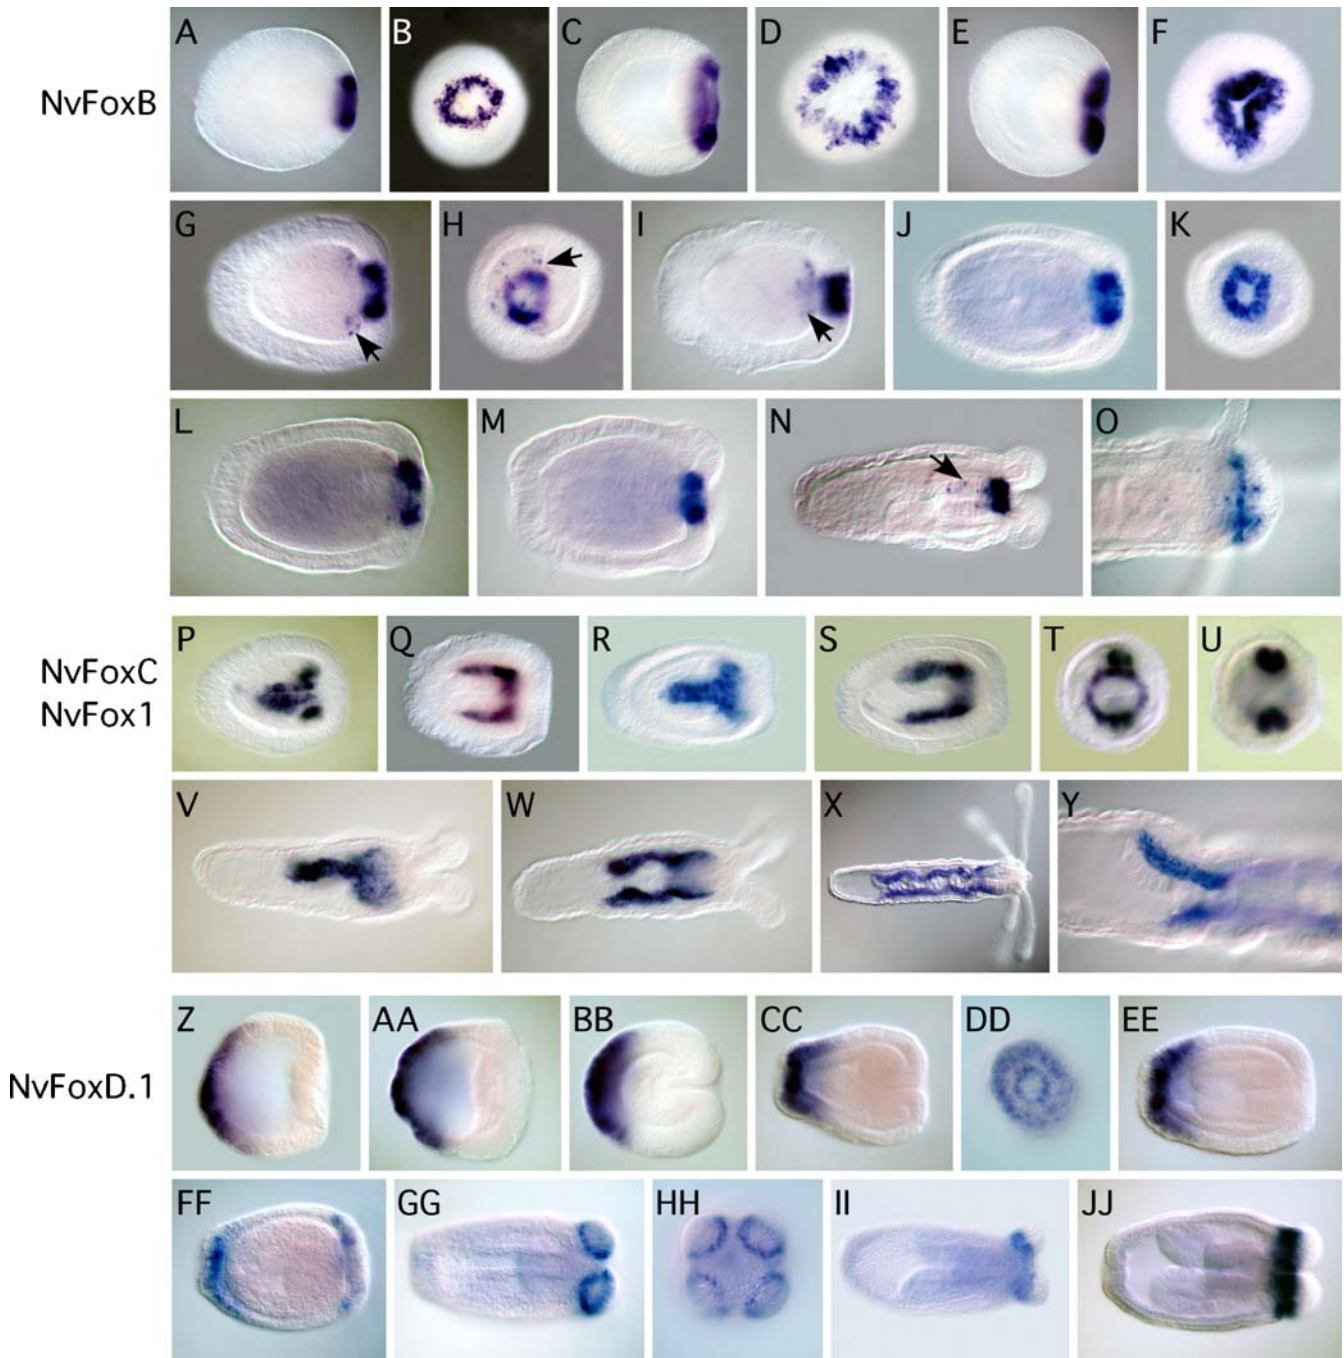 A B C D E F
NvFoxB
G H I J K
L M N O
P Q R S T U
NvFoxC
NvFox1
V W X Y
Z AA BB CC DD EE
NvFoxD.1
FF GG HH II JJ